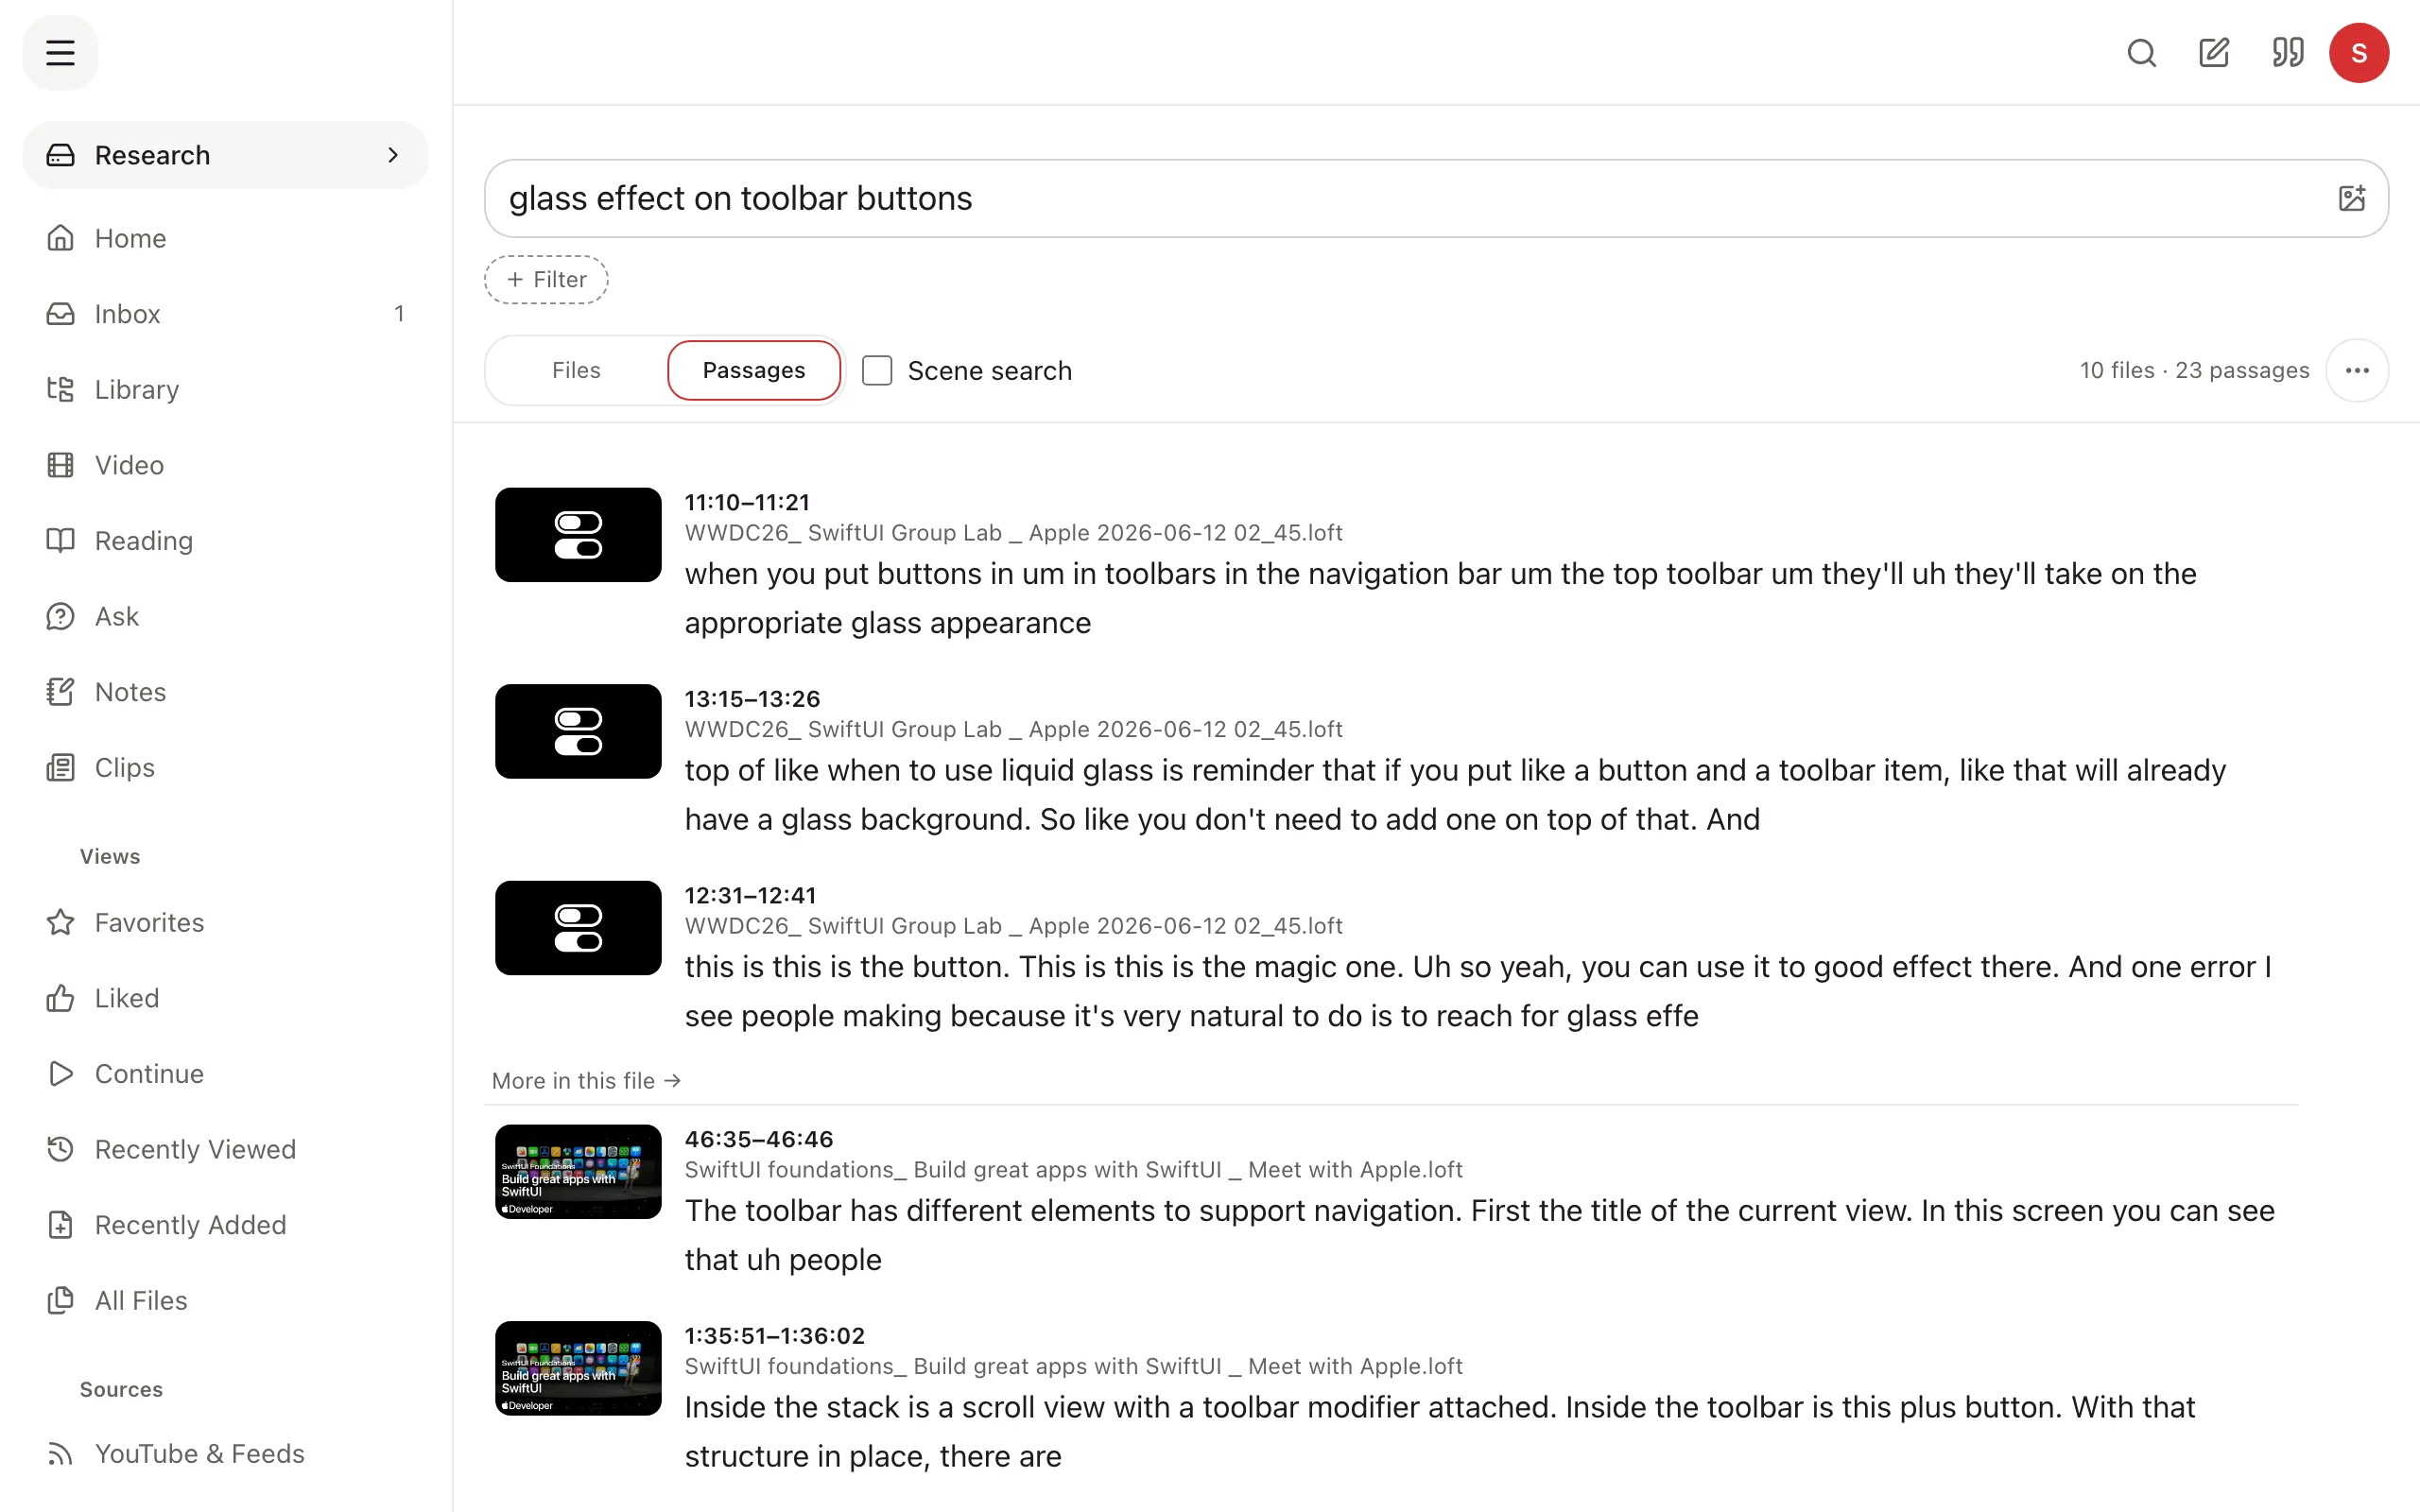 S
Research
Home
Inbox 1
Library
Video
Reading
Ask
Notes
Clips
Views
Favorites
Liked
Continue
Recently Viewed
Recently Added
All Files
Sources
YouTube & Feeds
glass effect on toolbar buttons
+ Filter
Files Passages Scene search 10 files · 23 passages
11:10–11:21
WWDC26_ SwiftUI Group Lab _ Apple 2026-06-12 02_45.loft
when you put buttons in um in toolbars in the navigation bar um the top toolbar um they'll uh they'll take on the
appropriate glass appearance
13:15–13:26
WWDC26_ SwiftUI Group Lab _ Apple 2026-06-12 02_45.loft
top of like when to use liquid glass is reminder that if you put like a button and a toolbar item, like that will already
have a glass background. So like you don't need to add one on top of that. And
12:31–12:41
WWDC26_ SwiftUI Group Lab _ Apple 2026-06-12 02_45.loft
this is this is the button. This is this is the magic one. Uh so yeah, you can use it to good effect there. And one error I
see people making because it's very natural to do is to reach for glass effe
More in this file →
SwiftUI Foundations
Build great apps with
SwiftUI
Developer
46:35–46:46
SwiftUI foundations_ Build great apps with SwiftUI _ Meet with Apple.loft
The toolbar has different elements to support navigation. First the title of the current view. In this screen you can see
that uh people
SwiftUI Foundations
Build great apps with
SwiftUI
Developer
1:35:51–1:36:02
SwiftUI foundations_ Build great apps with SwiftUI _ Meet with Apple.loft
Inside the stack is a scroll view with a toolbar modifier attached. Inside the toolbar is this plus button. With that
structure in place, there are